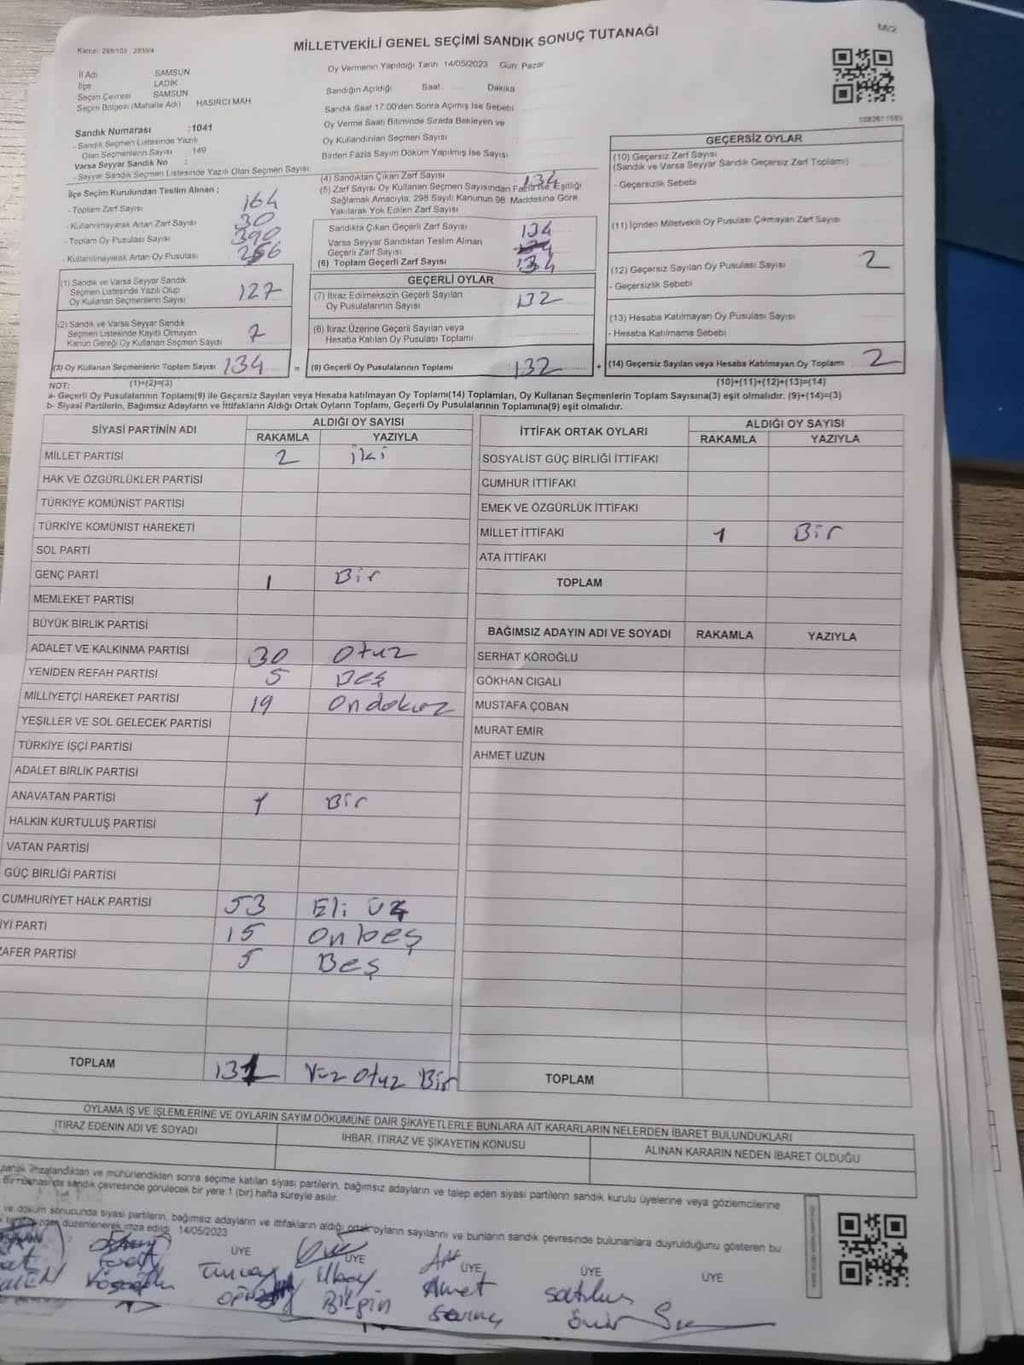 MİLLETVEKİLİ GENEL SEÇİMİ SANDIK SONUÇ TUTANAĞI
İl Adı SAMSUN
İlçe LADİK
Seçim Çevresi SAMSUN
Seçim Bölgesi (Mahalle Adı) HASIRCI MAH.
Sandık Numarası : 1041
- Sandık Seçmen Listesinde Yazılı
Olan Seçmenlerin Sayısı : 149
Varsa Seyyar Sandık No :
- Seyyar Sandık Seçmen Listesinde Yazılı Olan Seçmen Sayısı
İlçe Seçim Kurulundan Teslim Alınan ;
- Toplam Zarf Sayısı 164
- Kullanılmayarak Artan Zarf Sayısı 30
- Toplam Oy Pusulası Sayısı 390
- Kullanılmayarak Artan Oy Pusulası 256
(1) Sandık ve Varsa Seyyar Sandık
Seçmen Listesinde Yazılı Olup
Oy Kullanan Seçmenlerin Sayısı 127
(2) Sandık ve Varsa Seyyar Sandık
Seçmen Listesinde Kayıtlı Olmayan
Kanun Gereği Oy Kullanan Seçmen Sayısı 7
(3) Oy Kullanan Seçmenlerin Toplam Sayısı 134
Oy Vermenin Yapıldığı Tarih 14/05/2023 Gün Pazar
Sandığın Açıldığı Saat Dakika
Sandık Saat 17.00'den Sonra Açılmış İse Sebebi
Oy Verme Saati Bitiminde Sırada Bekleyen ve
Oy Kullandırılan Seçmen Sayısı
Birden Fazla Sayım Döküm Yapılmış İse Sayısı
(4) Sandıktan Çıkan Zarf Sayısı 134
(5) Zarf Sayısı Oy Kullanan Seçmen Sayısından Fazla İse, Eşitliği
Sağlamak Amacıyla, 298 Sayılı Kanunun 98. Maddesine Göre
Yakılarak Yok Edilen Zarf Sayısı
Sandıkta Çıkan Geçerli Zarf Sayısı 134
Varsa Seyyar Sandıktan Teslim Alınan
Geçerli Zarf Sayısı
(6) Toplam Geçerli Zarf Sayısı 134
GEÇERLİ OYLAR
(7) İtiraz Edilmeksizin Geçerli Sayılan
Oy Pusulalarının Sayısı 132
(8) İtiraz Üzerine Geçerli Sayılan veya
Hesaba Katılan Oy Pusulası Toplamı
= (9) Geçerli Oy Pusulalarının Toplamı 132
M/2
GEÇERSİZ OYLAR
(10) Geçersiz Zarf Sayısı
(Sandık ve Varsa Seyyar Sandık Geçersiz Zarf Toplamı)
- Geçersizlik Sebebi
(11) İçinden Milletvekili Oy Pusulası Çıkmayan Zarf Sayısı
(12) Geçersiz Sayılan Oy Pusulası Sayısı 2
- Geçersizlik Sebebi
(13) Hesaba Katılmayan Oy Pusulası Sayısı
- Hesaba Katılmama Sebebi
+ (14) Geçersiz Sayılan veya Hesaba Katılmayan Oy Toplamı 2
NOT: (1)+(2)=(3) (10)+(11)+(12)+(13)=(14)
a- Geçerli Oy Pusulalarının Toplamı(9) ile Geçersiz Sayılan veya Hesaba katılmayan Oy Toplamı(14) Toplamları, Oy Kullanan Seçmenlerin Toplam Sayısına(3) eşit olmalıdır. (9)+(14)=(3)
b- Siyasi Partilerin, Bağımsız Adayların ve İttifakların Aldığı Ortak Oyların Toplamı, Geçerli Oy Pusulalarının Toplamına(9) eşit olmalıdır.
SİYASİ PARTİNİN ADI ALDIĞI OY SAYISI
RAKAMLA YAZIYLA
MİLLET PARTİSİ 2 iki
HAK VE ÖZGÜRLÜKLER PARTİSİ
TÜRKİYE KOMÜNİST PARTİSİ
TÜRKİYE KOMÜNİST HAREKETİ
SOL PARTİ
GENÇ PARTİ 1 Bir
MEMLEKET PARTİSİ
BÜYÜK BİRLİK PARTİSİ
ADALET VE KALKINMA PARTİSİ 30 Otuz
YENİDEN REFAH PARTİSİ 5 Beş
MİLLİYETÇİ HAREKET PARTİSİ 19 Ondokuz
YEŞİLLER VE SOL GELECEK PARTİSİ
TÜRKİYE İŞÇİ PARTİSİ
ADALET BİRLİK PARTİSİ
ANAVATAN PARTİSİ 1 Bir
HALKIN KURTULUŞ PARTİSİ
VATAN PARTİSİ
GÜÇ BİRLİĞİ PARTİSİ
CUMHURİYET HALK PARTİSİ 53 Eli üç
İYİ PARTİ 15 Onbeş
ZAFER PARTİSİ 5 Beş
TOPLAM 131 Yüz Otuz Bir
İTTİFAK ORTAK OYLARI ALDIĞI OY SAYISI
RAKAMLA YAZIYLA
SOSYALİST GÜÇ BİRLİĞİ İTTİFAKI
CUMHUR İTTİFAKI
EMEK VE ÖZGÜRLÜK İTTİFAKI
MİLLET İTTİFAKI 1 Bir
ATA İTTİFAKI
TOPLAM
BAĞIMSIZ ADAYIN ADI VE SOYADI RAKAMLA YAZIYLA
SERHAT KÖROĞLU
GÖKHAN CIGALI
MUSTAFA ÇOBAN
MURAT EMİR
AHMET UZUN
TOPLAM
OYLAMA İŞ VE İŞLEMLERİNE VE OYLARIN SAYIM DÖKÜMÜNE DAİR ŞİKAYETLERLE BUNLARA AİT KARARLARIN NELERDEN İBARET BULUNDUKLARI
İTİRAZ EDENİN ADI VE SOYADI İHBAR, İTİRAZ VE ŞİKAYETİN KONUSU ALINAN KARARIN NEDEN İBARET OLDUĞU
imzalandıktan ve mühürlendikten sonra seçime katılan siyasi partilerin, bağımsız adayların ve talep eden siyasi partilerin sandık kurulu üyelerine veya gözlemcilerine
sandık çevresinde görülecek bir yere 1 (bir) hafta süreyle asılır.
ve döküm sonucunda siyasi partilerin, bağımsız adayların ve ittifakların aldığı ortak oyların sayılarını ve bunların sandık çevresinde bulunanlara duyrulduğunu gösteren bu
düzenlenerek imza edildi. 14/05/2023
ÜYE ÜYE ÜYE ÜYE ÜYE
Tuncay İlbay Ahmet satılmış
Bilgin